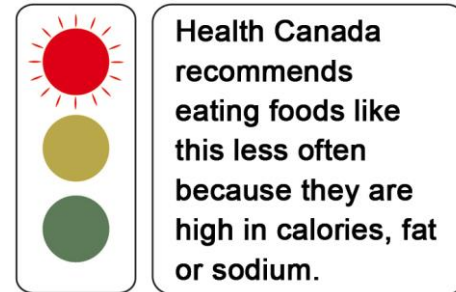 Health Canada
recommends
eating foods like
this less often
because they are
high in calories, fat
or sodium.